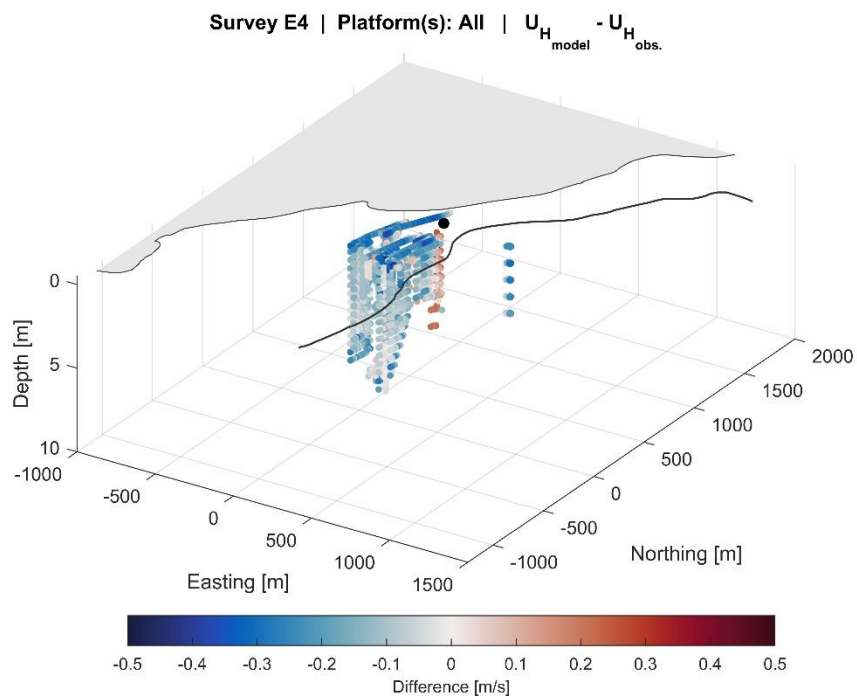 Survey E4 | Platform(s): All | U_H_model - U_H_obs.
0
5
10
Depth [m]
-1000
-500
0
500
1000
1500
Easting [m]
-1000
-500
0
500
1000
1500
2000
Northing [m]
-0.5 -0.4 -0.3 -0.2 -0.1 0 0.1 0.2 0.3 0.4 0.5
Difference [m/s]